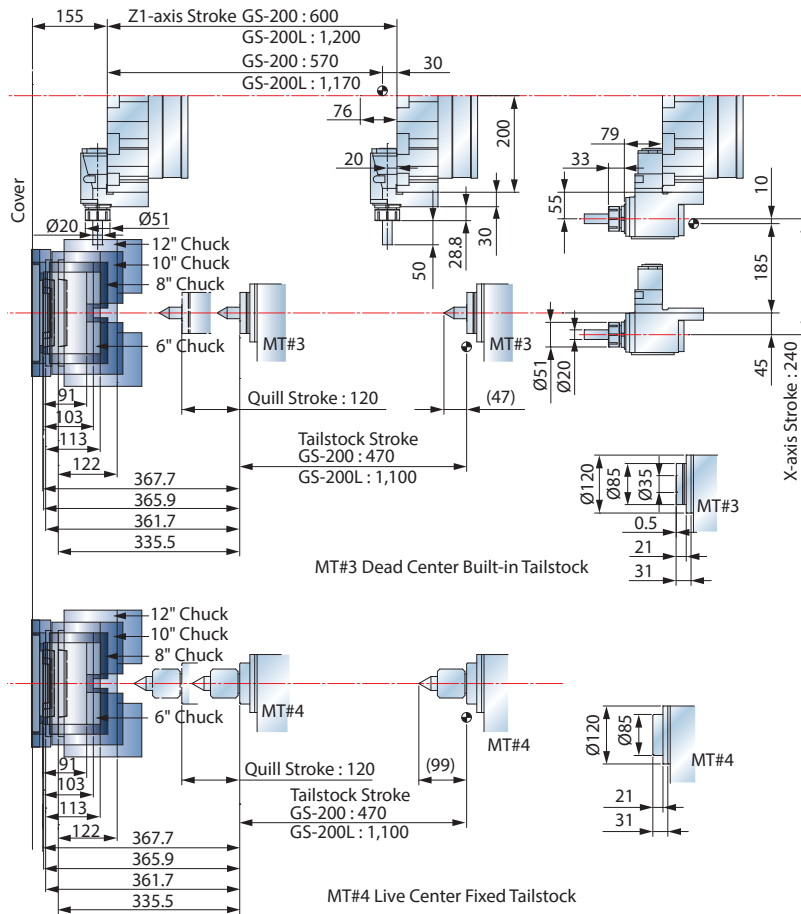 155
Z1-axis Stroke GS-200 : 600
GS-200L : 1,200
GS-200 : 570
GS-200L : 1,170
30
76
200
20
79
33
Cover
55
10
Ø20
Ø51
30
28.8
50
12" Chuck
10" Chuck
8" Chuck
6" Chuck
185
MT#3
MT#3
Ø51
Ø20
45
X-axis Stroke : 240
91
103
113
122
367.7
365.9
361.7
335.5
Quill Stroke : 120
(47)
Tailstock Stroke
GS-200 : 470
GS-200L : 1,100
Ø120
Ø85
Ø35
MT#3
0.5
21
31
MT#3 Dead Center Built-in Tailstock
12" Chuck
10" Chuck
8" Chuck
6" Chuck
MT#4
MT#4
91
103
113
122
367.7
365.9
361.7
335.5
Quill Stroke : 120
(99)
Tailstock Stroke
GS-200 : 470
GS-200L : 1,100
Ø120
Ø85
MT#4
21
31
MT#4 Live Center Fixed Tailstock